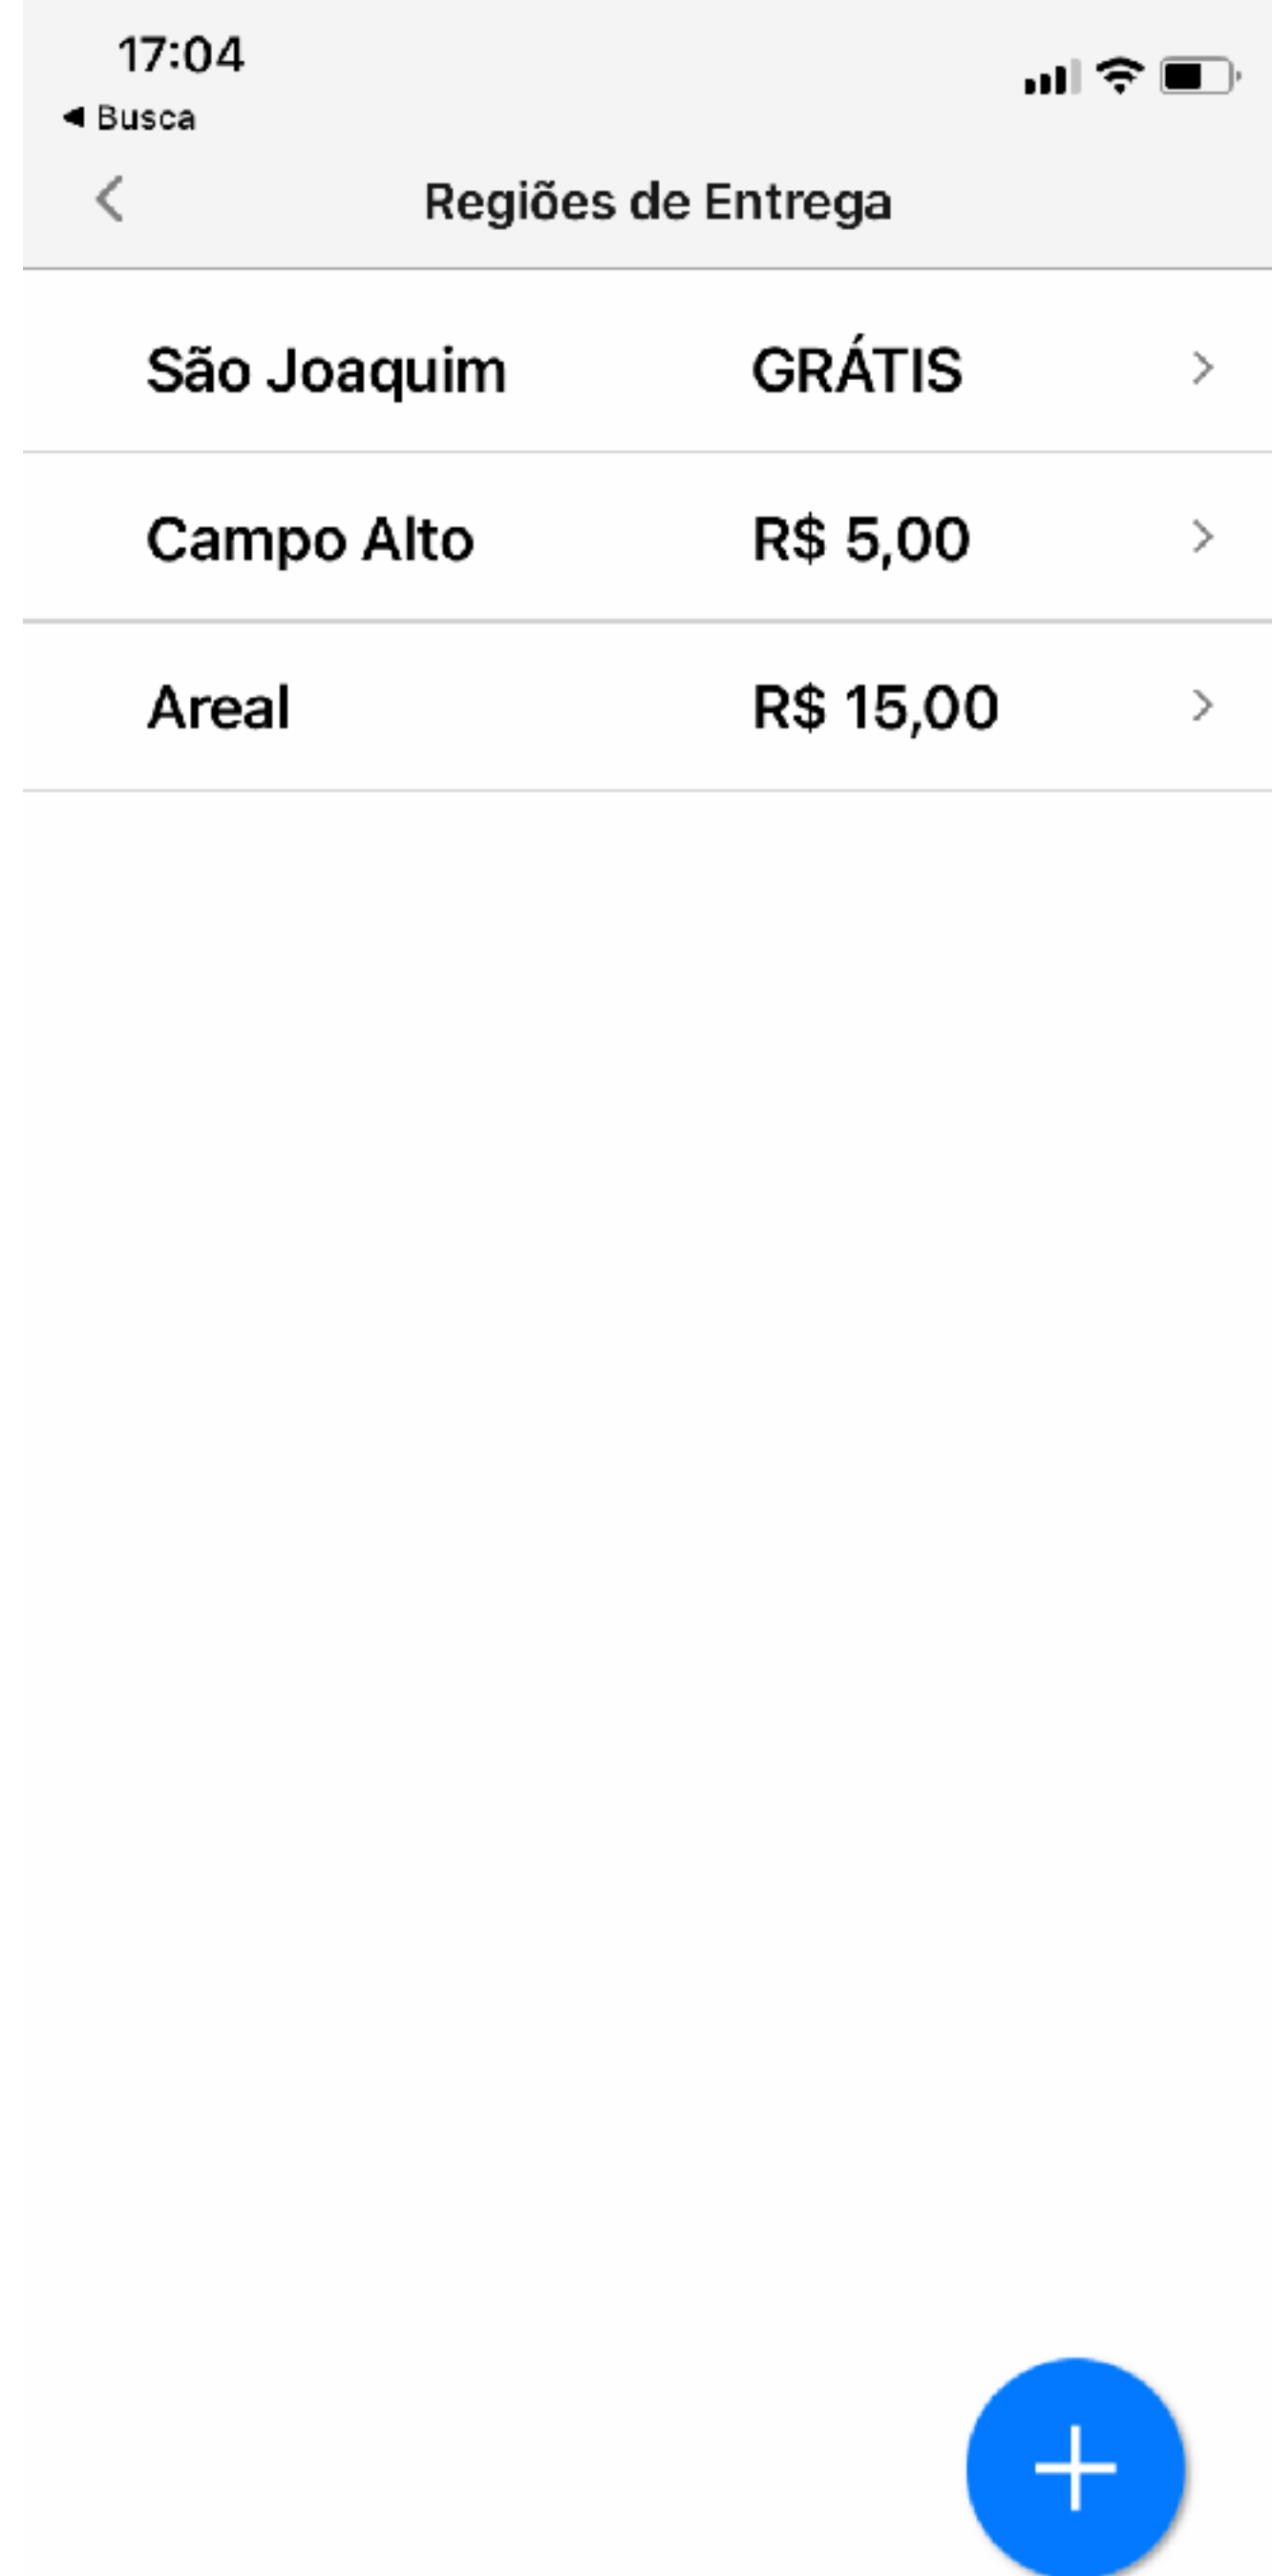 17:04
Busca
Regiões de Entrega
São Joaquim GRÁTIS
Campo Alto R$ 5,00
Areal R$ 15,00